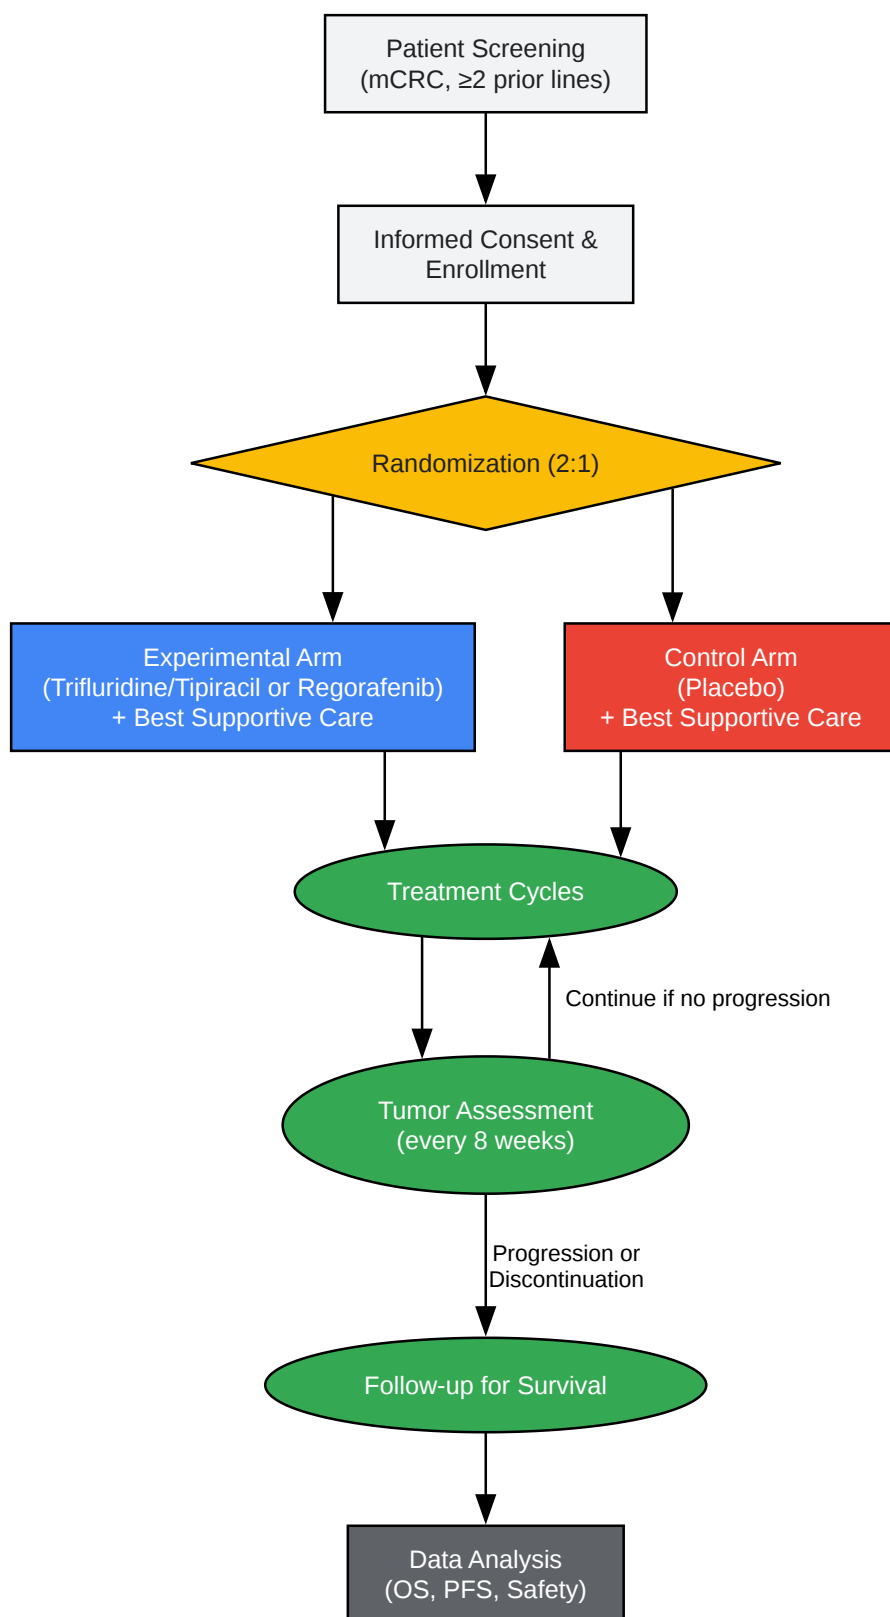 Patient Screening
(mCRC, ≥2 prior lines)
Informed Consent &
Enrollment
Randomization (2:1)
Experimental Arm
(Trifluridine/Tipiracil or Regorafenib)
+ Best Supportive Care
Control Arm
(Placebo)
+ Best Supportive Care
Treatment Cycles
Continue if no progression
Tumor Assessment
(every 8 weeks)
Progression or
Discontinuation
Follow-up for Survival
Data Analysis
(OS, PFS, Safety)